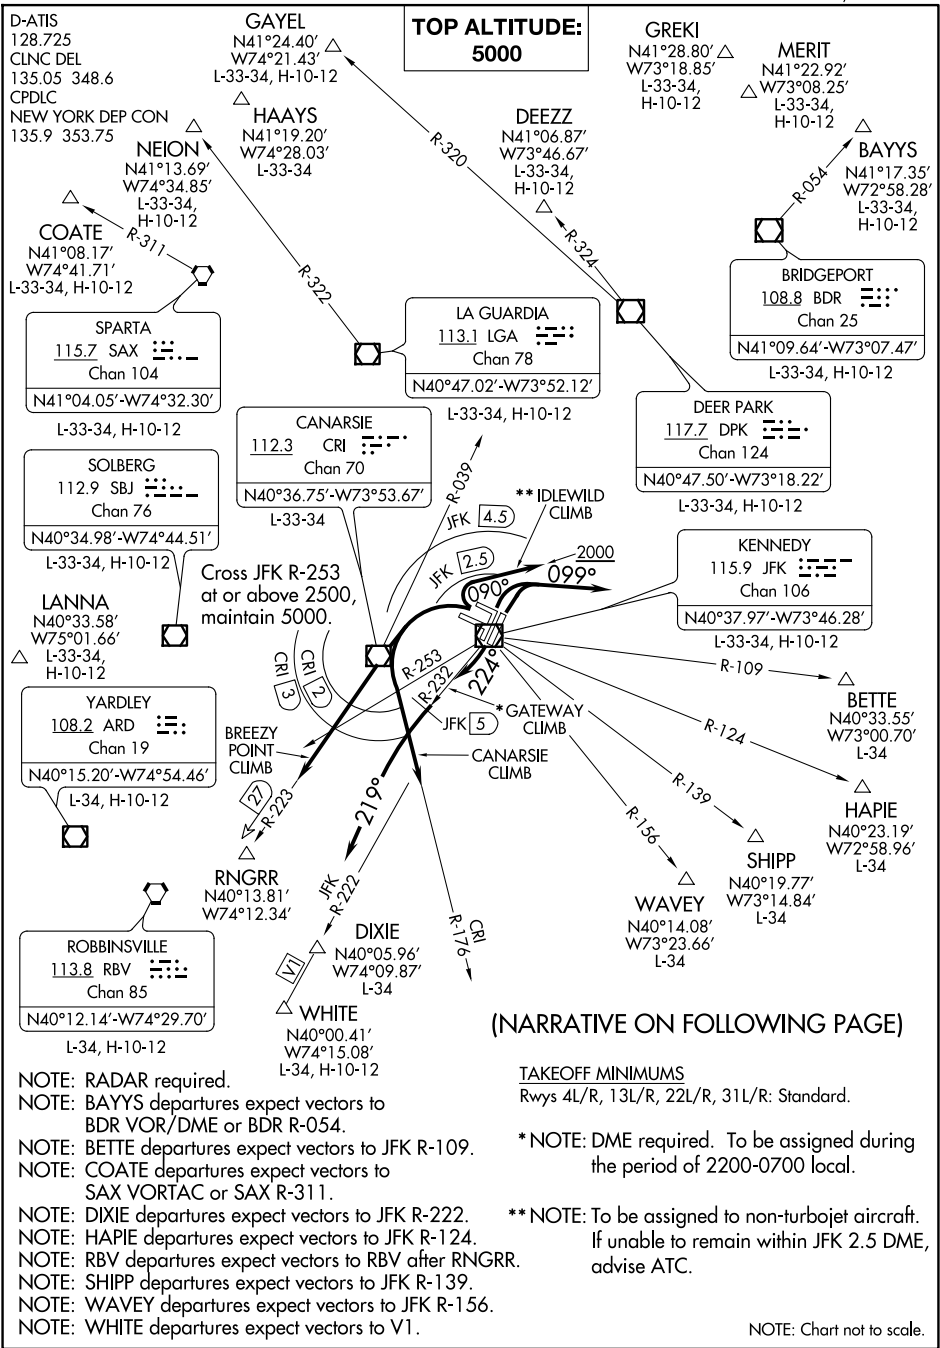 D-ATIS
128.725
CLNC DEL
135.05 348.6
CPDLC
NEW YORK DEP CON
135.9 353.75
GAYEL
N41°24.40′
W74°21.43′
L-33-34, H-10-12
TOP ALTITUDE:
5000
GREKI
N41°28.80′
W73°18.85′
L-33-34,
H-10-12
MERIT
N41°22.92′
W73°08.25′
L-33-34,
H-10-12
HAAYS
N41°19.20′
W74°28.03′
L-33-34
NEION
N41°13.69′
W74°34.85′
L-33-34,
H-10-12
DEEZZ
N41°06.87′
W73°46.67′
L-33-34,
H-10-12
BAYYS
N41°17.35′
W72°58.28′
L-33-34,
H-10-12
R-320
R-054
COATE
N41°08.17′
W74°41.71′
L-33-34, H-10-12
R-311
R-322
R-324
SPARTA
115.7 SAX
Chan 104
N41°04.05′-W74°32.30′
L-33-34, H-10-12
LA GUARDIA
113.1 LGA
Chan 78
N40°47.02′-W73°52.12′
L-33-34, H-10-12
BRIDGEPORT
108.8 BDR
Chan 25
N41°09.64′-W73°07.47′
L-33-34, H-10-12
CANARSIE
112.3 CRI
Chan 70
N40°36.75′-W73°53.67′
L-33-34
DEER PARK
117.7 DPK
Chan 124
N40°47.50′-W73°18.22′
L-33-34, H-10-12
SOLBERG
112.9 SBJ
Chan 76
N40°34.98′-W74°44.51′
L-33-34, H-10-12
R-039
**IDLEWILD
CLIMB
JFK 4.5
JFK 2.5
2000
090°
099°
KENNEDY
115.9 JFK
Chan 106
N40°37.97′-W73°46.28′
L-33-34, H-10-12
Cross JFK R-253
at or above 2500,
maintain 5000.
LANNA
N40°33.58′
W75°01.66′
L-33-34,
H-10-12
CRI 3
CRI 2
R-253
R-232
224°
R-109
BETTE
N40°33.55′
W73°00.70′
L-34
YARDLEY
108.2 ARD
Chan 19
N40°15.20′-W74°54.46′
L-34, H-10-12
BREEZY
POINT
CLIMB
JFK 5
*GATEWAY
CLIMB
CANARSIE
CLIMB
R-124
R-139
R-156
27
R-223
219°
HAPIE
N40°23.19′
W72°58.96′
L-34
RNGRR
N40°13.81′
W74°12.34′
JFK
R-222
CRI
R-176
SHIPP
N40°19.77′
W73°14.84′
L-34
WAVEY
N40°14.08′
W73°23.66′
L-34
ROBBINSVILLE
113.8 RBV
Chan 85
N40°12.14′-W74°29.70′
L-34, H-10-12
DIXIE
N40°05.96′
W74°09.87′
L-34
V1
WHITE
N40°00.41′
W74°15.08′
L-34, H-10-12
(NARRATIVE ON FOLLOWING PAGE)
NOTE: RADAR required.
NOTE: BAYYS departures expect vectors to
BDR VOR/DME or BDR R-054.
NOTE: BETTE departures expect vectors to JFK R-109.
NOTE: COATE departures expect vectors to
SAX VORTAC or SAX R-311.
NOTE: DIXIE departures expect vectors to JFK R-222.
NOTE: HAPIE departures expect vectors to JFK R-124.
NOTE: RBV departures expect vectors to RBV after RNGRR.
NOTE: SHIPP departures expect vectors to JFK R-139.
NOTE: WAVEY departures expect vectors to JFK R-156.
NOTE: WHITE departures expect vectors to V1.
TAKEOFF MINIMUMS
Rwys 4L/R, 13L/R, 22L/R, 31L/R: Standard.
*NOTE: DME required. To be assigned during
the period of 2200-0700 local.
**NOTE: To be assigned to non-turbojet aircraft.
If unable to remain within JFK 2.5 DME,
advise ATC.
NOTE: Chart not to scale.